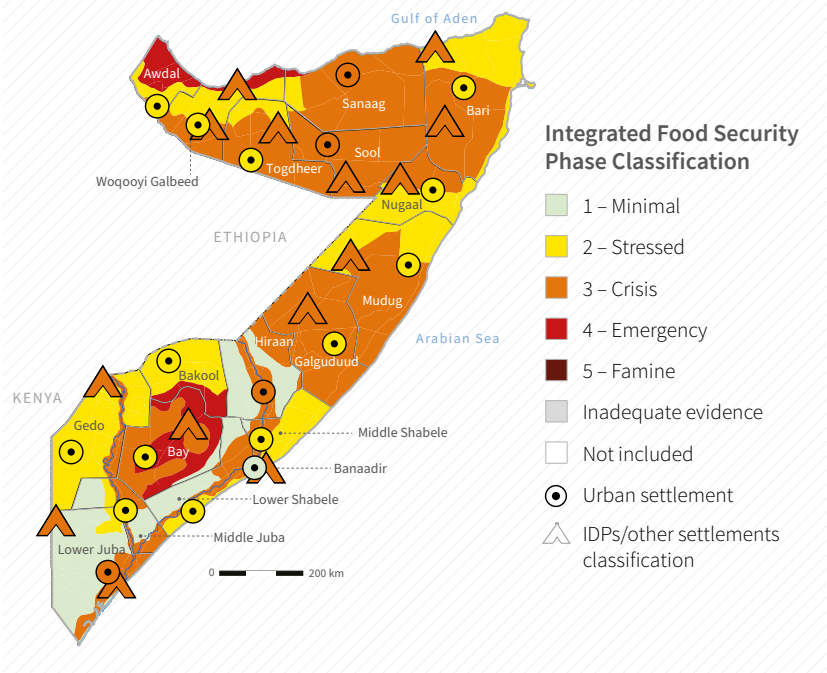 Gulf of Aden
Awdal
Sanaag
Bari
Sool
Togdheer
Woqooyi Galbeed
Nugaal
ETHIOPIA
Mudug
Hiraan
Arabian Sea
Galguduud
Bakool
KENYA
Gedo
Middle Shabele
Bay
Banaadir
Lower Shabele
Middle Juba
Lower Juba
0 200 km
Integrated Food Security
Phase Classification
1 – Minimal
2 – Stressed
3 – Crisis
4 – Emergency
5 – Famine
Inadequate evidence
Not included
Urban settlement
IDPs/other settlements
classification